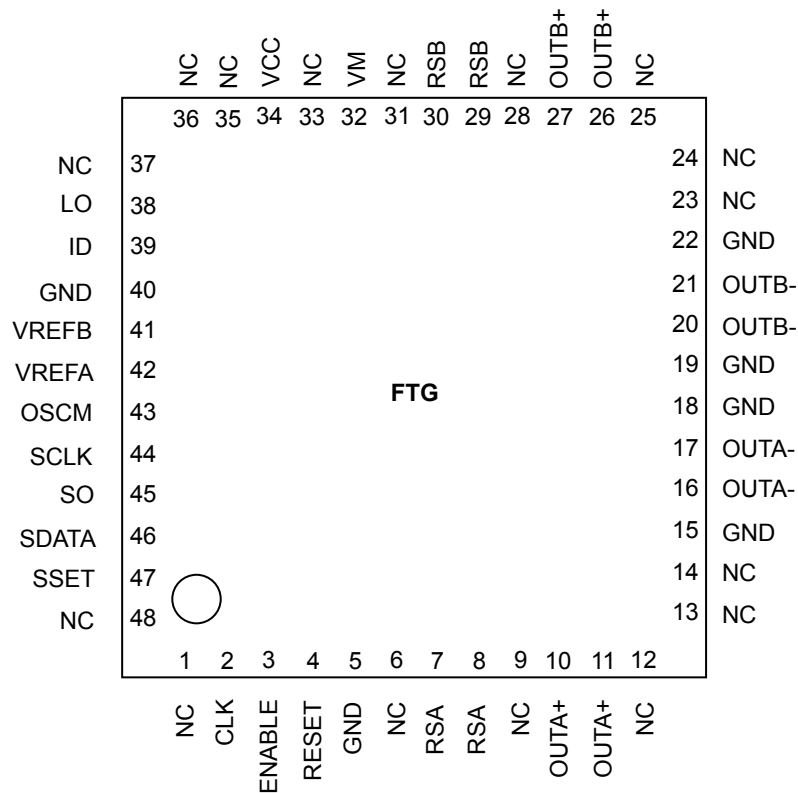 NC NC VCC NC VM NC RSB RSB NC OUTB+ OUTB+ NC
36 35 34 33 32 31 30 29 28 27 26 25
NC 37
LO 38
ID 39
GND 40
VREFB 41
VREFA 42
OSCM 43
SCLK 44
SO 45
SDATA 46
SSET 47
NC 48
FTG
24 NC
23 NC
22 GND
21 OUTB-
20 OUTB-
19 GND
18 GND
17 OUTA-
16 OUTA-
15 GND
14 NC
13 NC
1 2 3 4 5 6 7 8 9 10 11 12
NC CLK ENABLE RESET GND NC RSA RSA NC OUTA+ OUTA+ NC